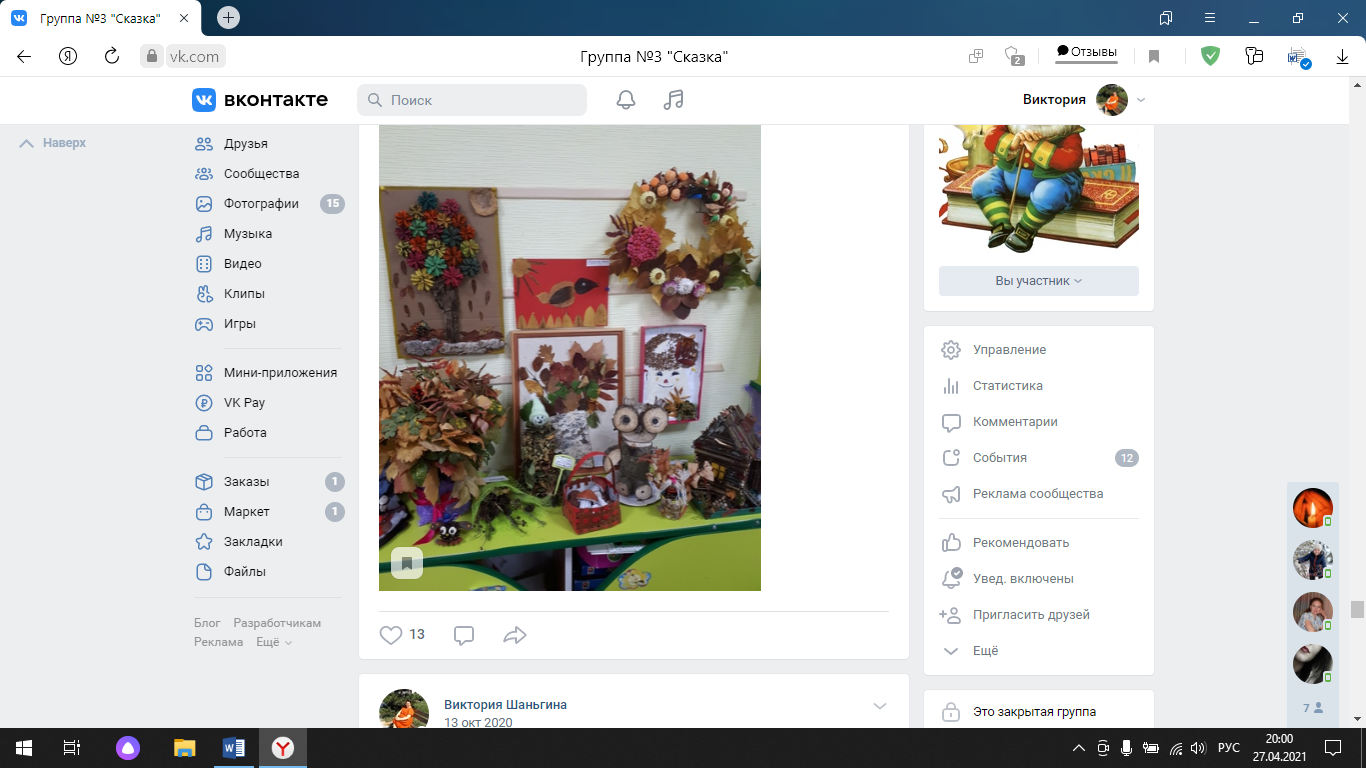 Группа №3 "Сказка"
vk.com
Группа №3 "Сказка"
2
Отзывы
вконтакте
Поиск
Виктория
Наверх
Друзья
Сообщества
Фотографии 15
Музыка
Видео
Клипы
Игры
Мини-приложения
VK Pay
Работа
Заказы 1
Маркет 1
Закладки
Файлы
Блог Разработчикам
Реклама Ещё
13
Виктория Шаньгина
13 окт 2020
Вы участник
Управление
Статистика
Комментарии
События 12
Реклама сообщества
Рекомендовать
Увед. включены
Пригласить друзей
Ещё
Это закрытая группа
7
РУС
20:00
27.04.2021